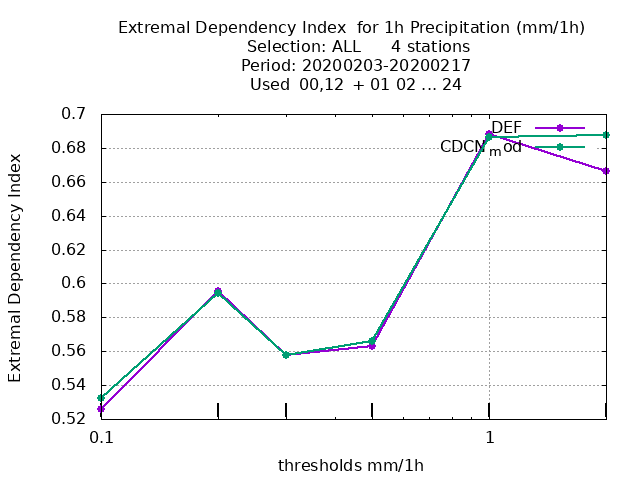 Extremal Dependency Index for 1h Precipitation (mm/1h)
Selection: ALL 4 stations
Period: 20200203-20200217
Used 00,12 + 01 02 ... 24
0.7
0.68
0.66
0.64
0.62
0.6
0.58
0.56
0.54
0.52
Extremal Dependency Index
DEF
CDCNmod
0.1 1
thresholds mm/1h